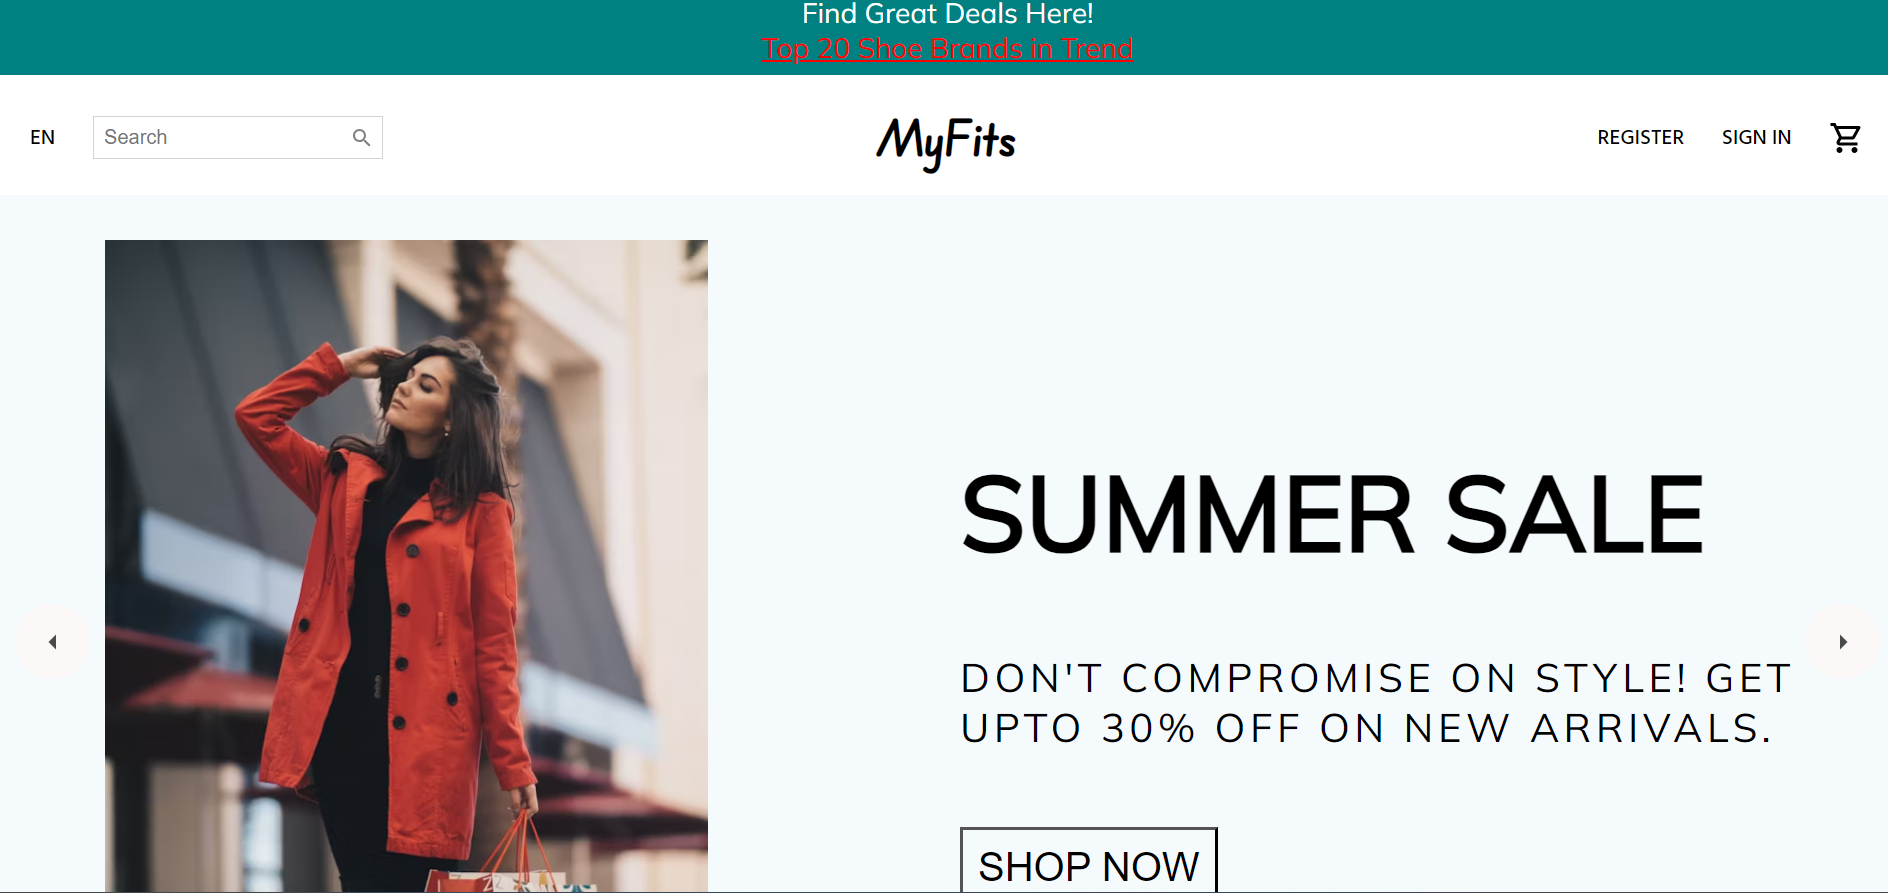 Find Great Deals Here!
Top 20 Shoe Brands in Trend
EN
Search
MyFits
REGISTER
SIGN IN
SUMMER SALE
DON'T COMPROMISE ON STYLE! GET
UPTO 30% OFF ON NEW ARRIVALS.
SHOP NOW